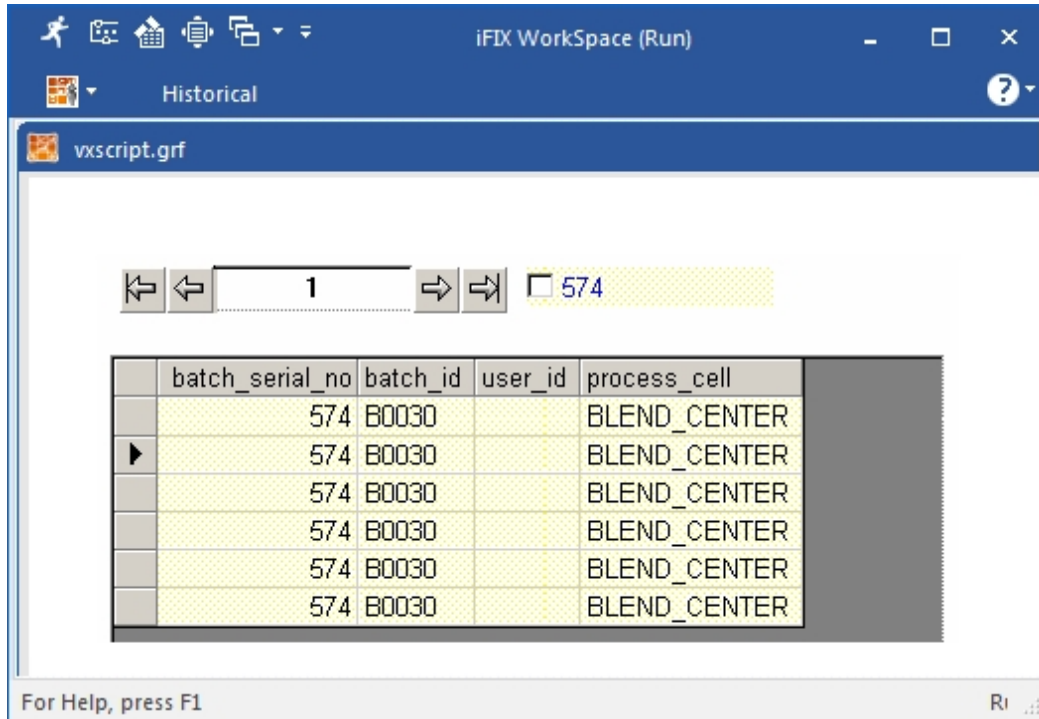 iFIX WorkSpace (Run)
Historical
vxscript.grf
1 574
batch_serial_no batch_id user_id process_cell
574 B0030 BLEND_CENTER
574 B0030 BLEND_CENTER
574 B0030 BLEND_CENTER
574 B0030 BLEND_CENTER
574 B0030 BLEND_CENTER
574 B0030 BLEND_CENTER
For Help, press F1